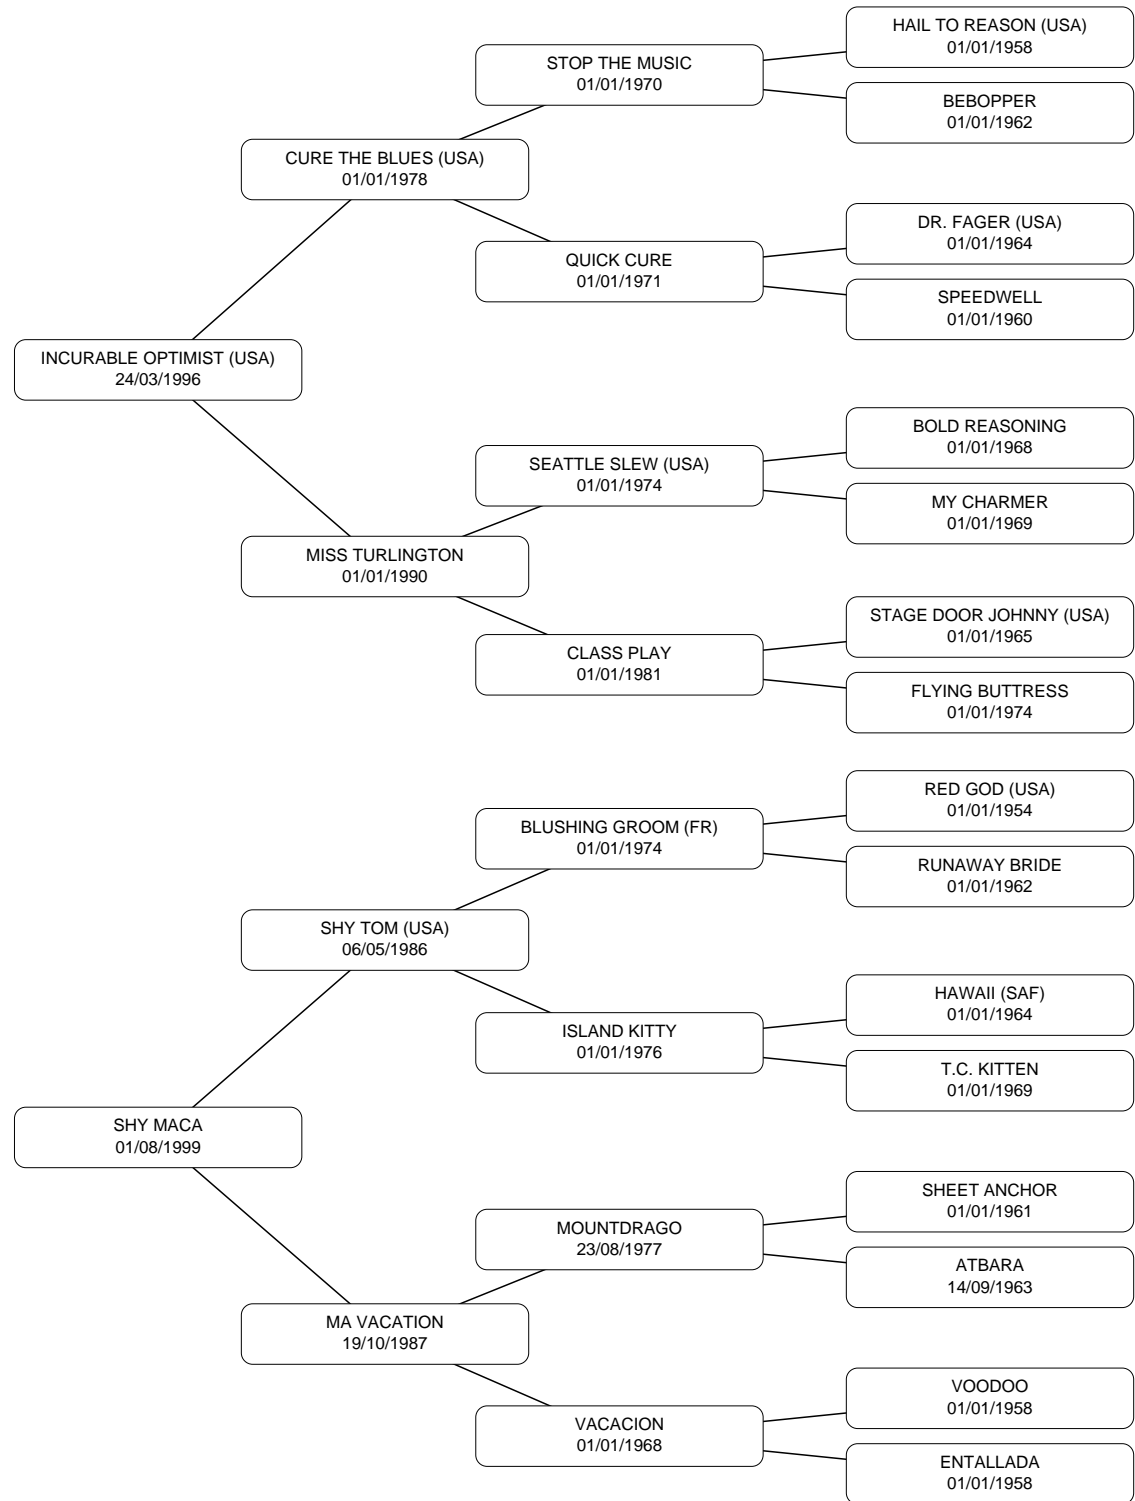 HAIL TO REASON (USA)
01/01/1958
STOP THE MUSIC
01/01/1970
BEBOPPER
01/01/1962
CURE THE BLUES (USA)
01/01/1978
DR. FAGER (USA)
01/01/1964
QUICK CURE
01/01/1971
SPEEDWELL
01/01/1960
INCURABLE OPTIMIST (USA)
24/03/1996
BOLD REASONING
01/01/1968
SEATTLE SLEW (USA)
01/01/1974
MY CHARMER
01/01/1969
MISS TURLINGTON
01/01/1990
STAGE DOOR JOHNNY (USA)
01/01/1965
CLASS PLAY
01/01/1981
FLYING BUTTRESS
01/01/1974
RED GOD (USA)
01/01/1954
BLUSHING GROOM (FR)
01/01/1974
RUNAWAY BRIDE
01/01/1962
SHY TOM (USA)
06/05/1986
HAWAII (SAF)
01/01/1964
ISLAND KITTY
01/01/1976
T.C. KITTEN
01/01/1969
SHY MACA
01/08/1999
SHEET ANCHOR
01/01/1961
MOUNTDRAGO
23/08/1977
ATBARA
14/09/1963
MA VACATION
19/10/1987
VOODOO
01/01/1958
VACACION
01/01/1968
ENTALLADA
01/01/1958